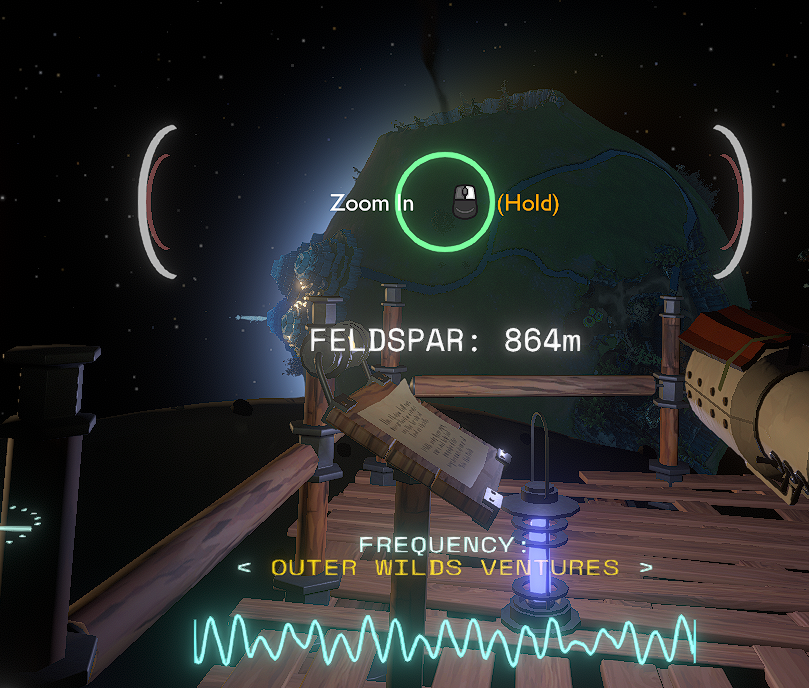 Zoom In (Hold)
FELDSPAR: 864m
FREQUENCY:
< OUTER WILDS VENTURES >